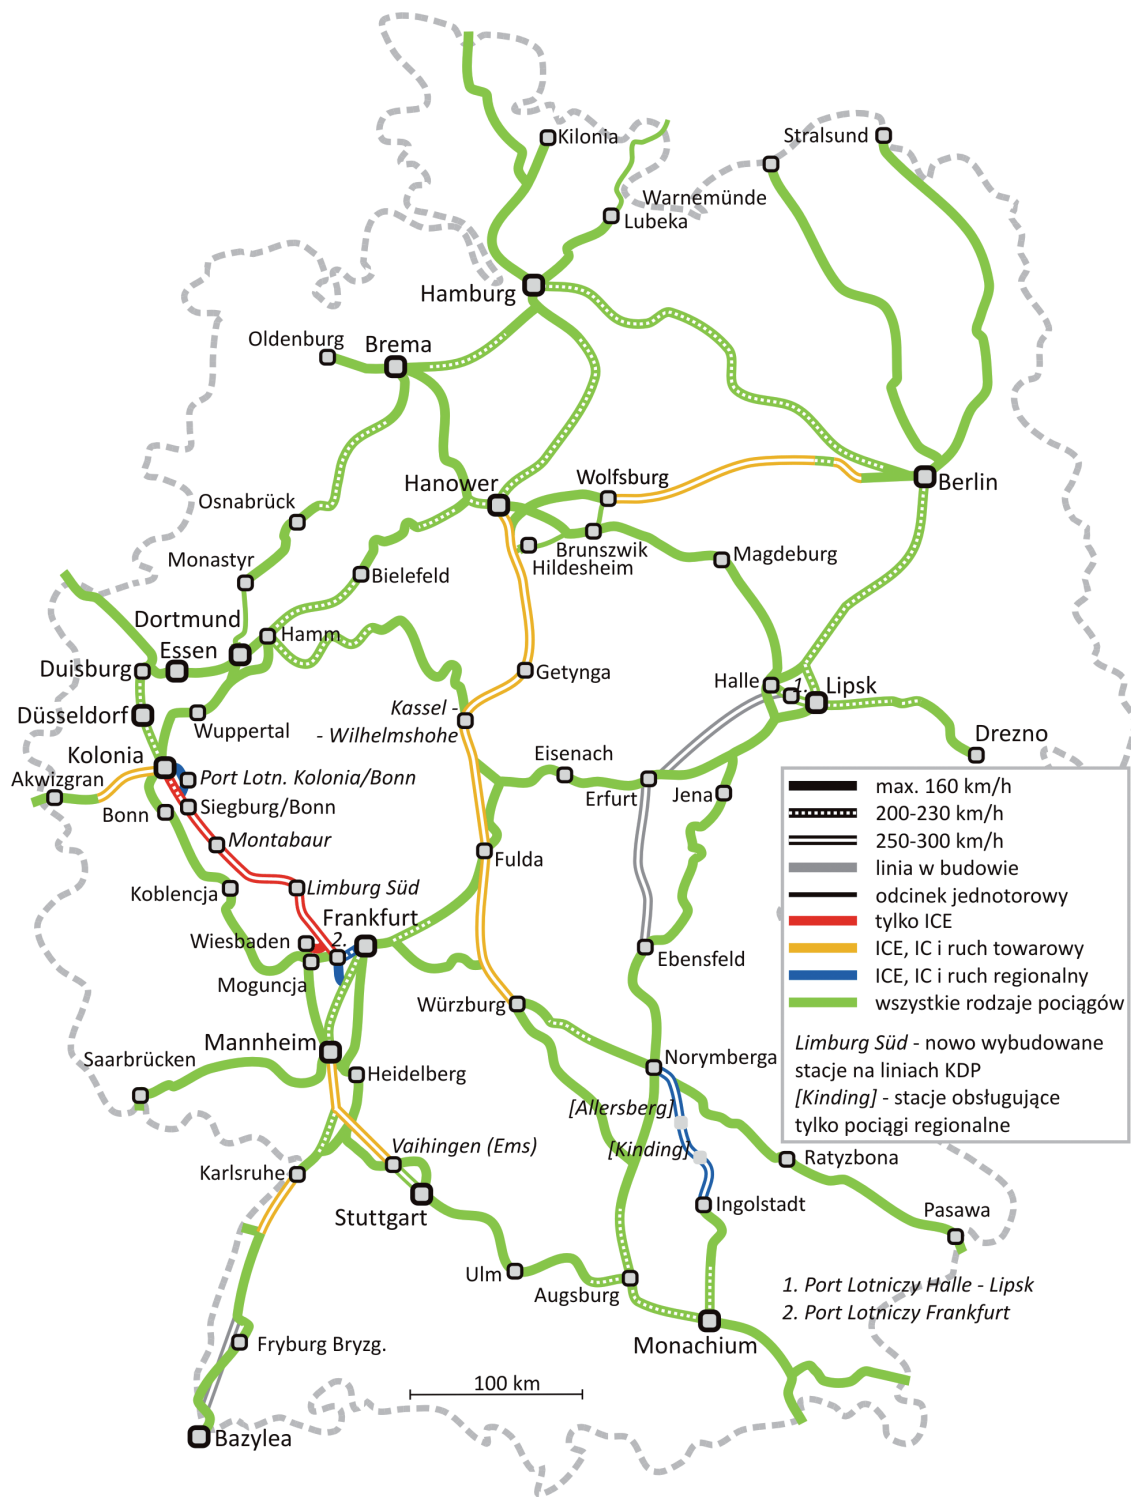 Kilonia
Stralsund
Warnemünde
Lubeka
Hamburg
Oldenburg
Brema
Hanower
Wolfsburg
Berlin
Osnabrück
Brunszwik
Hildesheim
Magdeburg
Monastyr
Bielefeld
Dortmund
Hamm
Essen
Duisburg
Getynga
Halle
1.
Lipsk
Düsseldorf
Wuppertal
Kassel -
- Wilhelmshohe
Drezno
Kolonia
Eisenach
Akwizgran
Port Lotn. Kolonia/Bonn
Erfurt
Jena
Bonn
Siegburg/Bonn
Montabaur
Fulda
Koblencja
Limburg Süd
Frankfurt
Wiesbaden
2.
Ebensfeld
Moguncja
Würzburg
Mannheim
Norymberga
Saarbrücken
Heidelberg
[Allersberg]
Vaihingen (Ems)
[Kinding]
Ratyzbona
Karlsruhe
Ingolstadt
Stuttgart
Pasawa
Ulm
Augsburg
Monachium
Fryburg Bryzg.
Bazylea
max. 160 km/h
200-230 km/h
250-300 km/h
linia w budowie
odcinek jednotorowy
tylko ICE
ICE, IC i ruch towarowy
ICE, IC i ruch regionalny
wszystkie rodzaje pociągów
Limburg Süd - nowo wybudowane
stacje na liniach KDP
[Kinding] - stacje obsługujące
tylko pociągi regionalne
1. Port Lotniczy Halle - Lipsk
2. Port Lotniczy Frankfurt
100 km